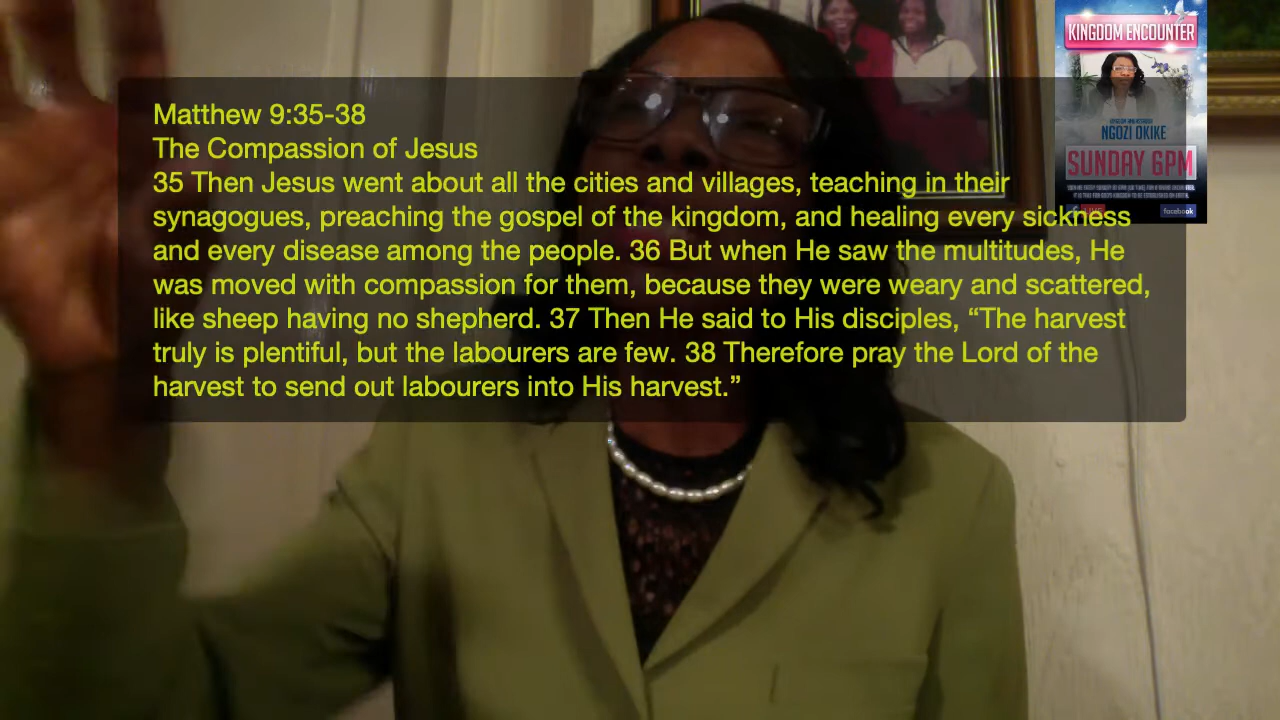 Matthew 9:35-38
The Compassion of Jesus
35 Then Jesus went about all the cities and villages, teaching in their
synagogues, preaching the gospel of the kingdom, and healing every sickness
and every disease among the people. 36 But when He saw the multitudes, He
was moved with compassion for them, because they were weary and scattered,
like sheep having no shepherd. 37 Then He said to His disciples, “The harvest
truly is plentiful, but the labourers are few. 38 Therefore pray the Lord of the
harvest to send out labourers into His harvest.”
KINGDOM ENCOUNTER
NGOZI OKIKE
SUNDAY 6PM
LIVE
facebook